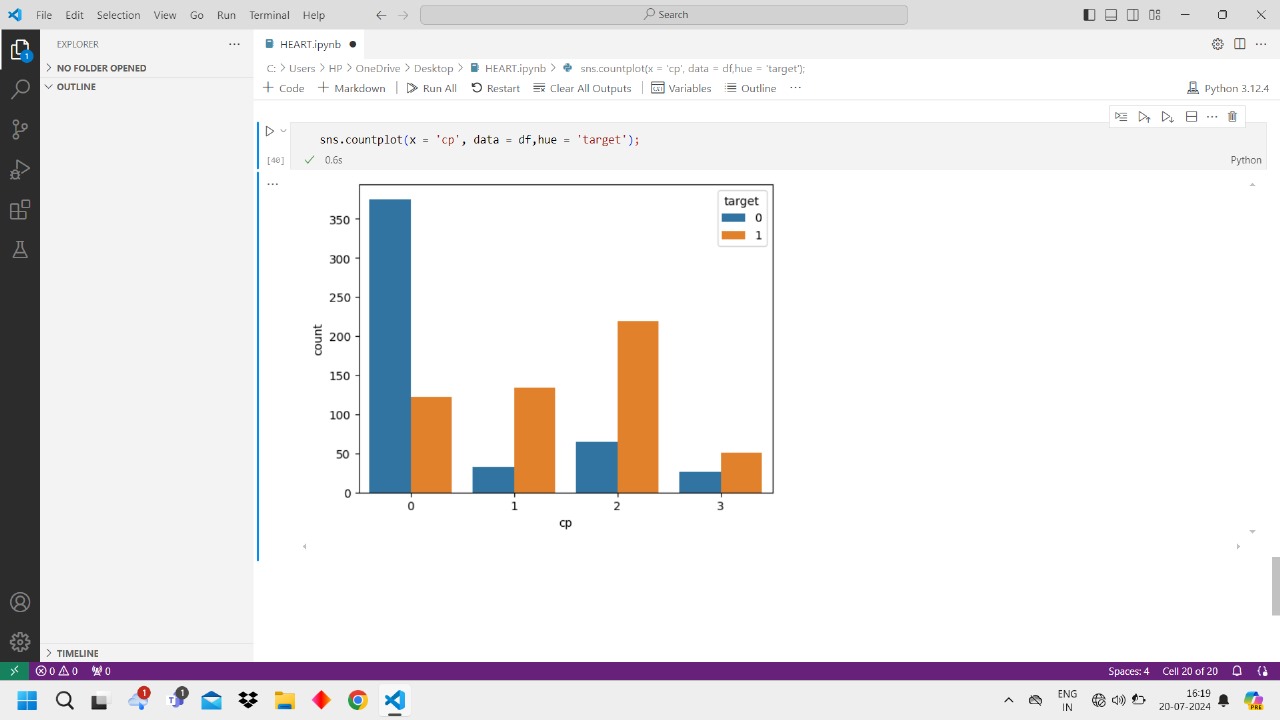 File Edit Selection View Go Run Terminal Help
Search
EXPLORER
NO FOLDER OPENED
OUTLINE
TIMELINE
1
HEART.ipynb
C: > Users > HP > OneDrive > Desktop > HEART.ipynb > sns.countplot(x = 'cp', data = df,hue = 'target');
+ Code + Markdown | Run All Restart Clear All Outputs | Variables Outline ...
Python 3.12.4
sns.countplot(x = 'cp', data = df,hue = 'target');
[40] 0.6s
Python
target
0
1
350
300
250
200
150
100
50
0
count
0 1 2 3
cp
0 0 0
Spaces: 4 Cell 20 of 20
1 1
ENG
IN
16:19
20-07-2024
PRE